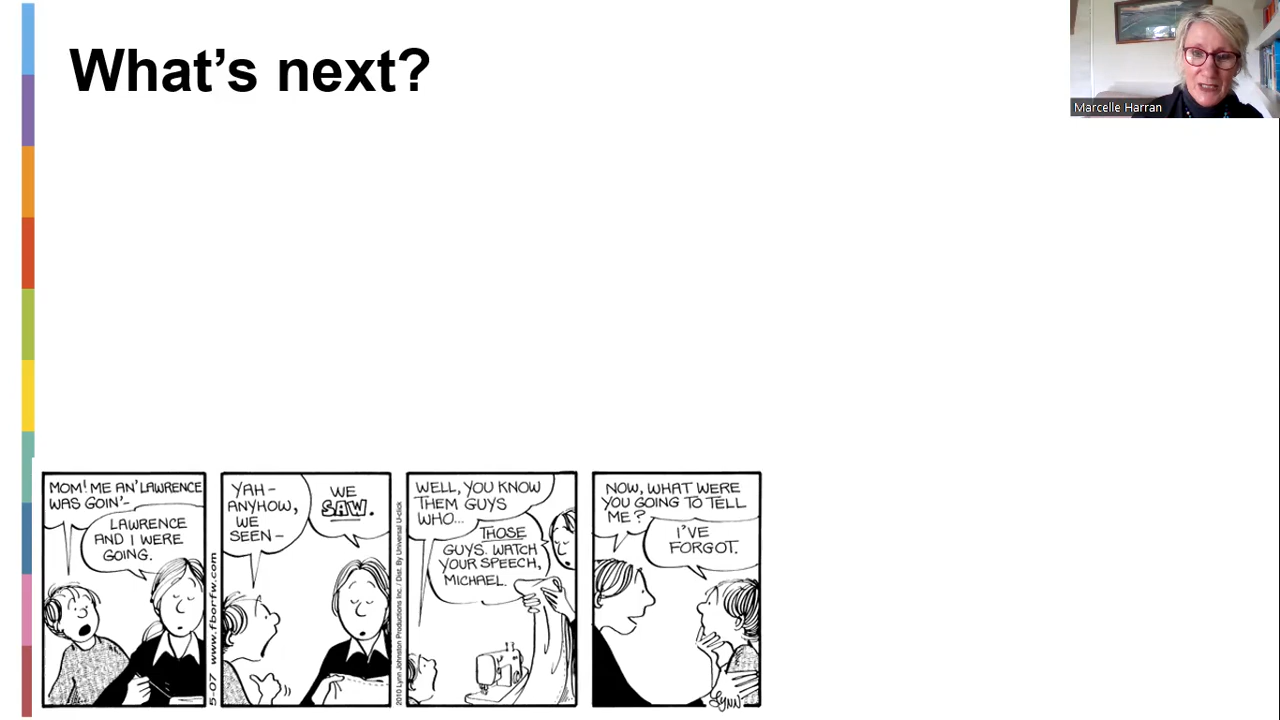 What's next?
Marcelle Harran
MOM! ME AN' LAWRENCE
WAS GOIN'-
LAWRENCE
AND I WERE
GOING.
5-07 www.fborfw.com
YAH-
ANYHOW,
WE
SEEN-
WE
SAW.
2010 Lynn Johnston Productions Inc. / Dist. By Universal U-click
WELL, YOU KNOW
THEM GUYS
WHO...
THOSE
GUYS. WATCH
YOUR SPEECH,
MICHAEL.
NOW, WHAT WERE
YOU GOING TO TELL
ME?
I'VE
FORGOT.
LYNN